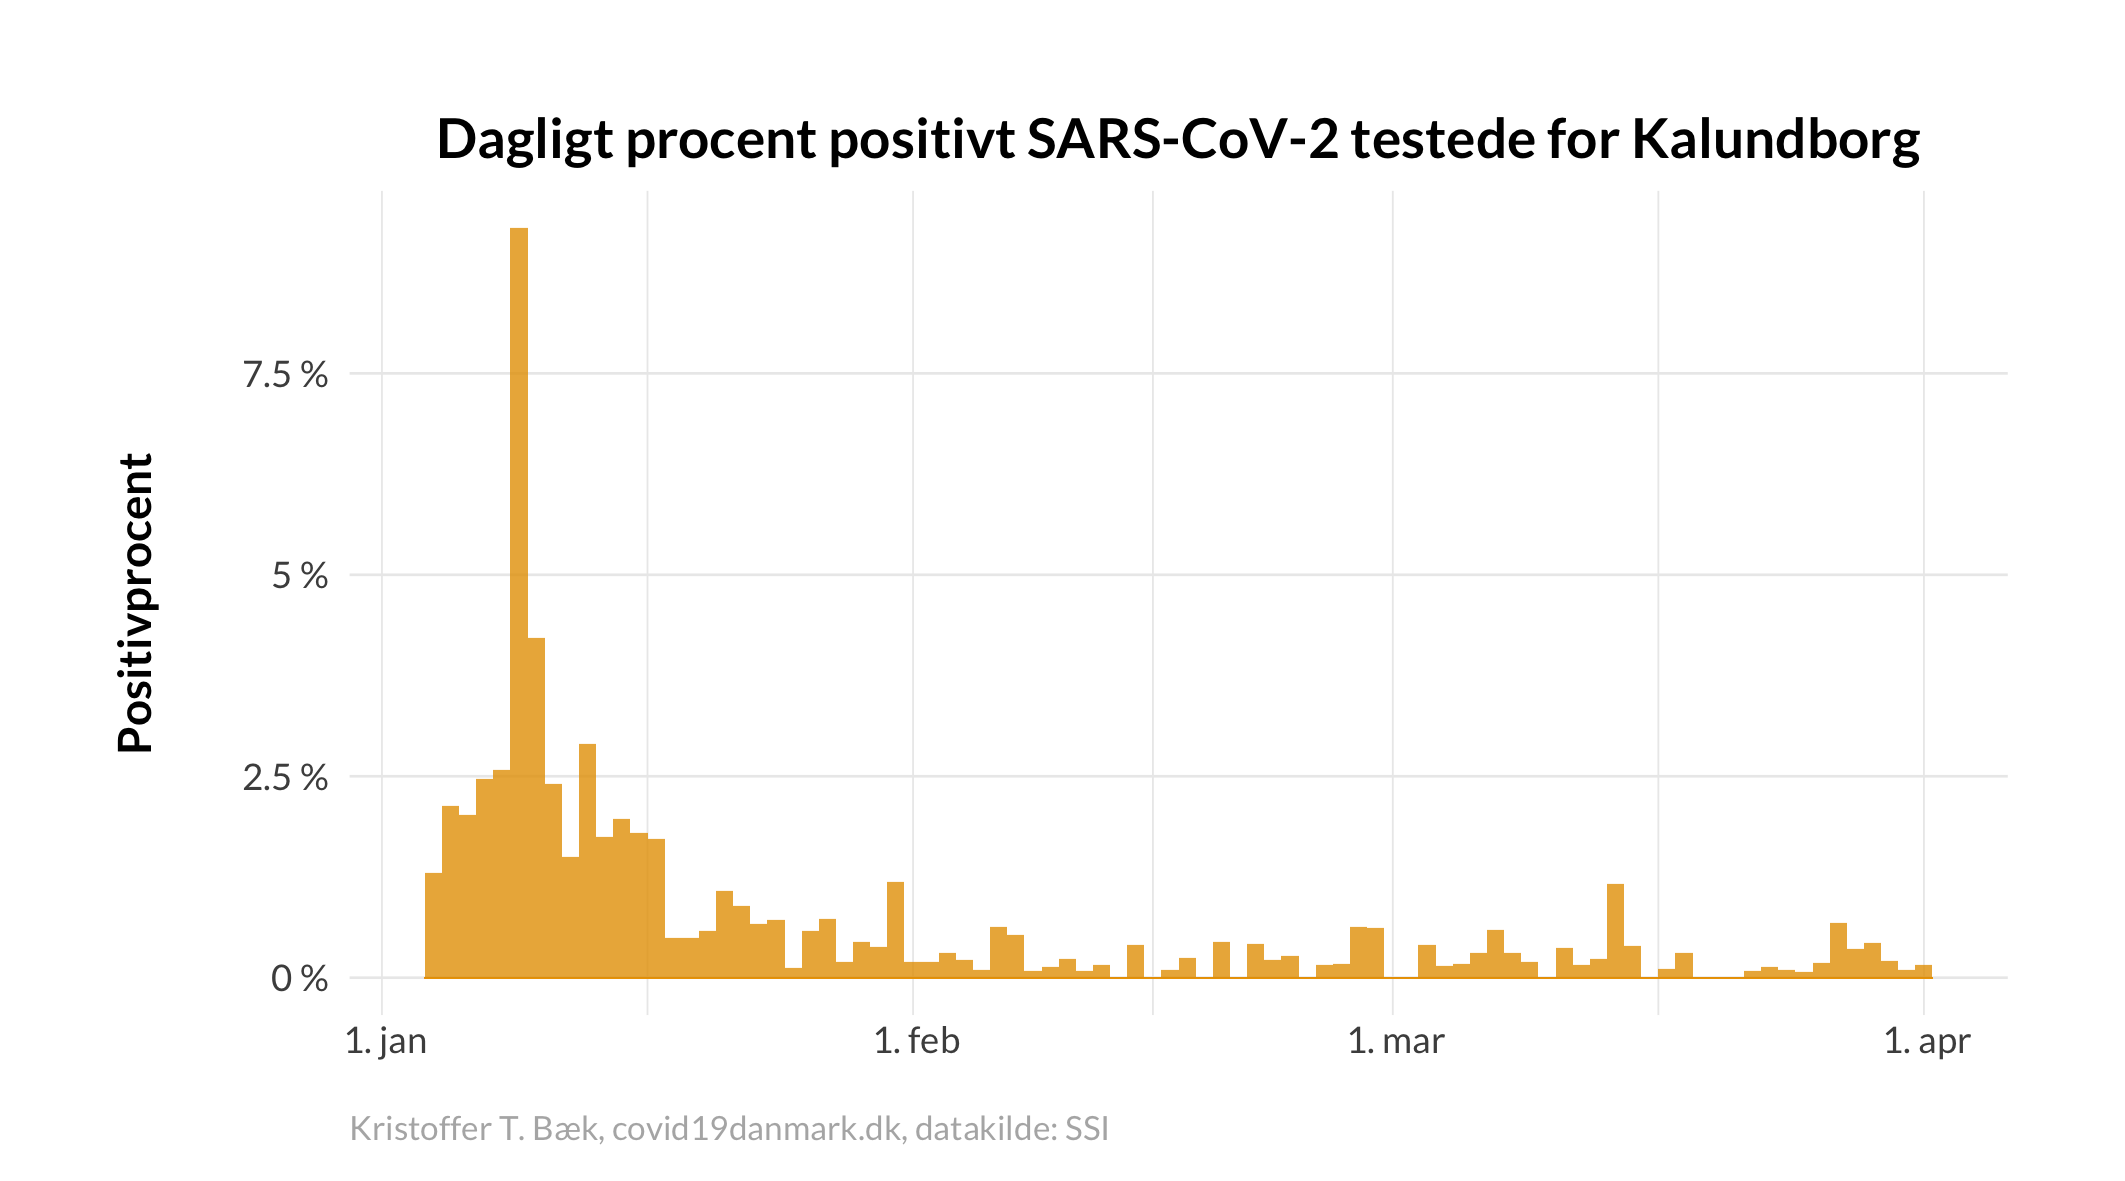 Dagligt procent positivt SARS-CoV-2 testede for Kalundborg
Positivprocent
7.5 %
5 %
2.5 %
0 %
1. jan
1. feb
1. mar
1. apr
Kristoffer T. Bæk, covid19danmark.dk, datakilde: SSI